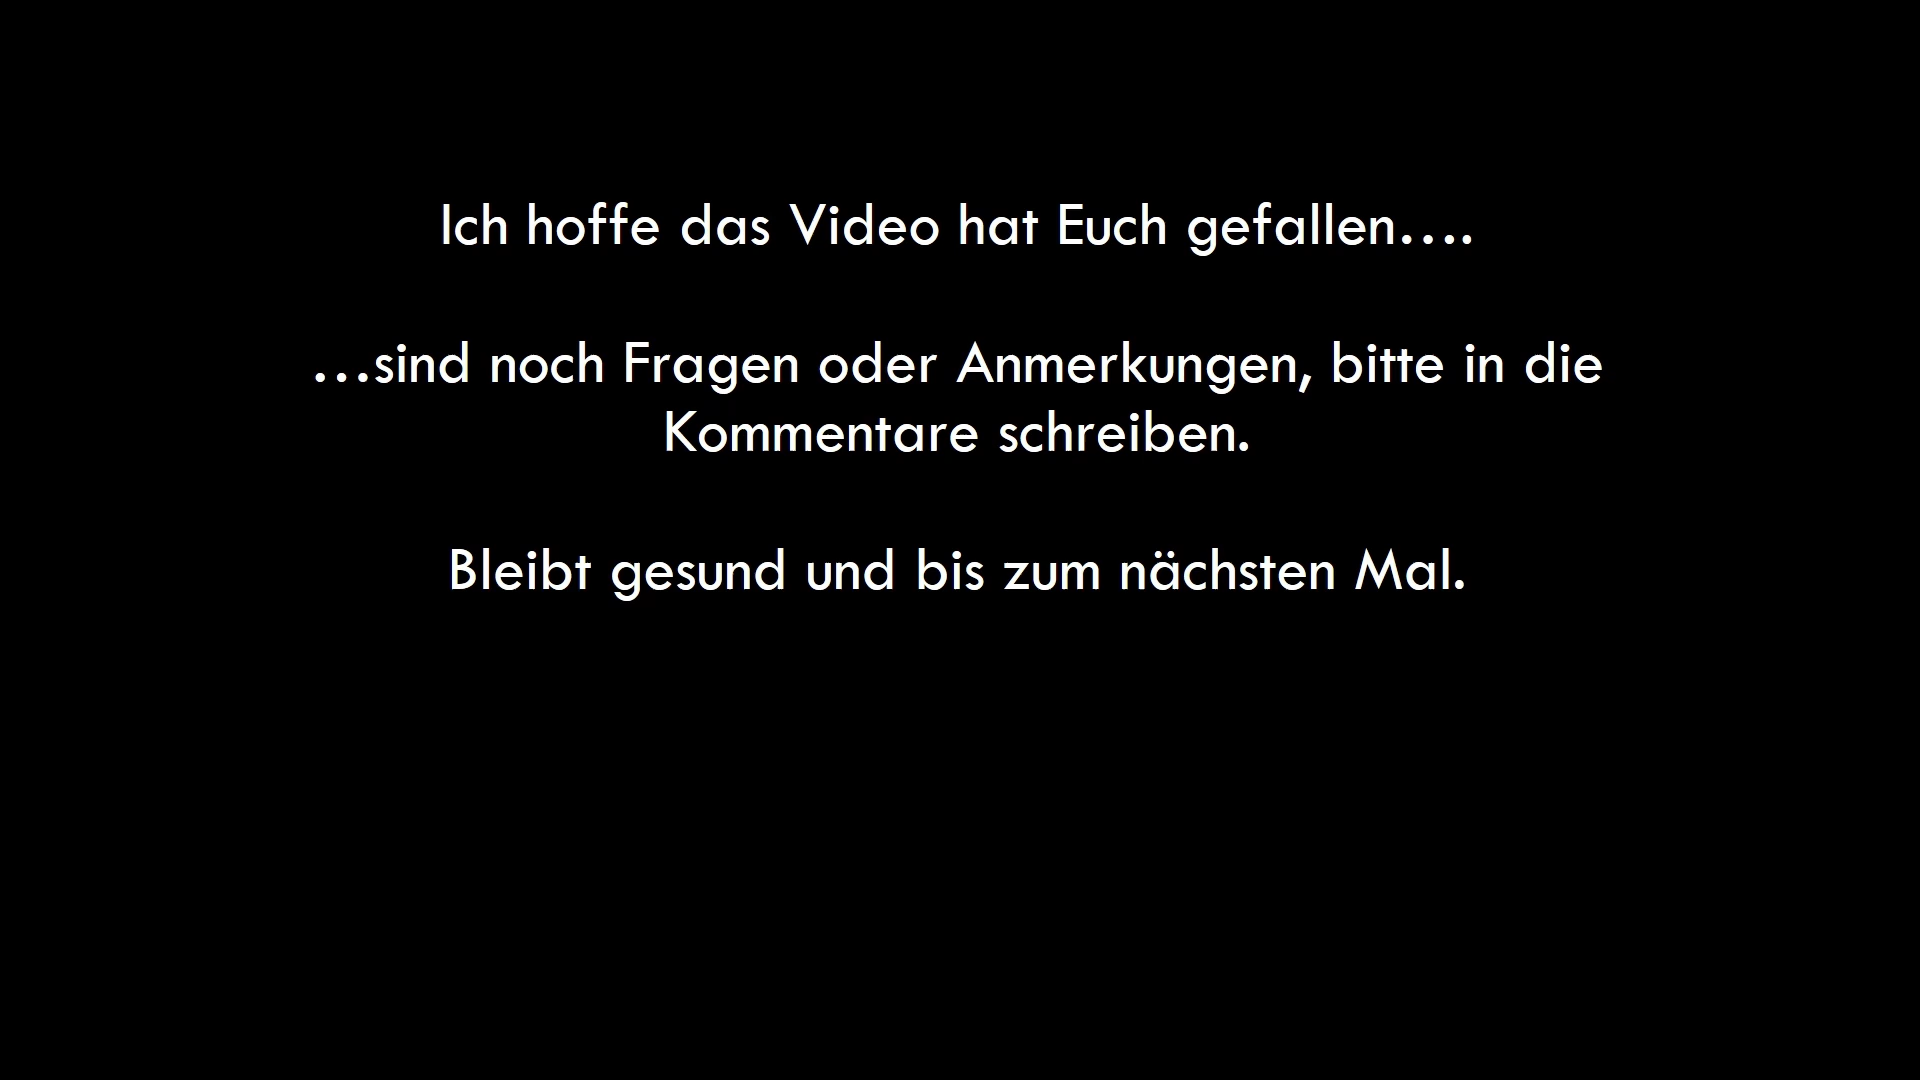 Ich hoffe das Video hat Euch gefallen….
…sind noch Fragen oder Anmerkungen, bitte in die
Kommentare schreiben.
Bleibt gesund und bis zum nächsten Mal.